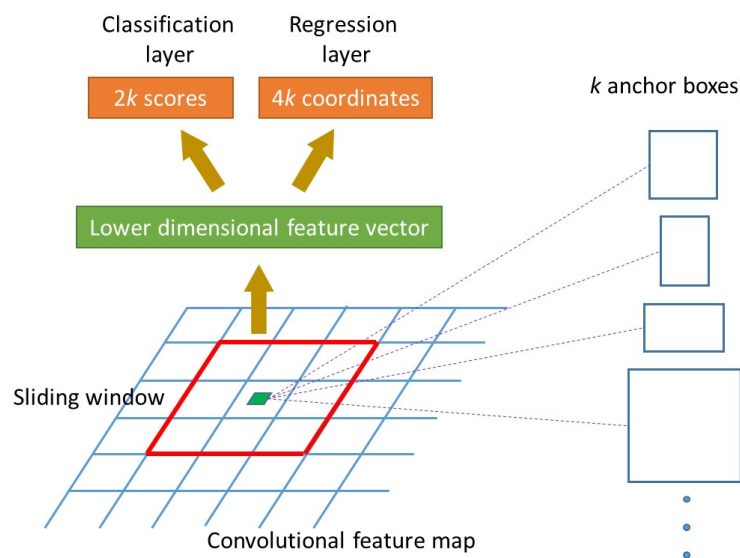 Classification
layer
Regression
layer
2k scores
4k coordinates
k anchor boxes
Lower dimensional feature vector
Sliding window
Convolutional feature map